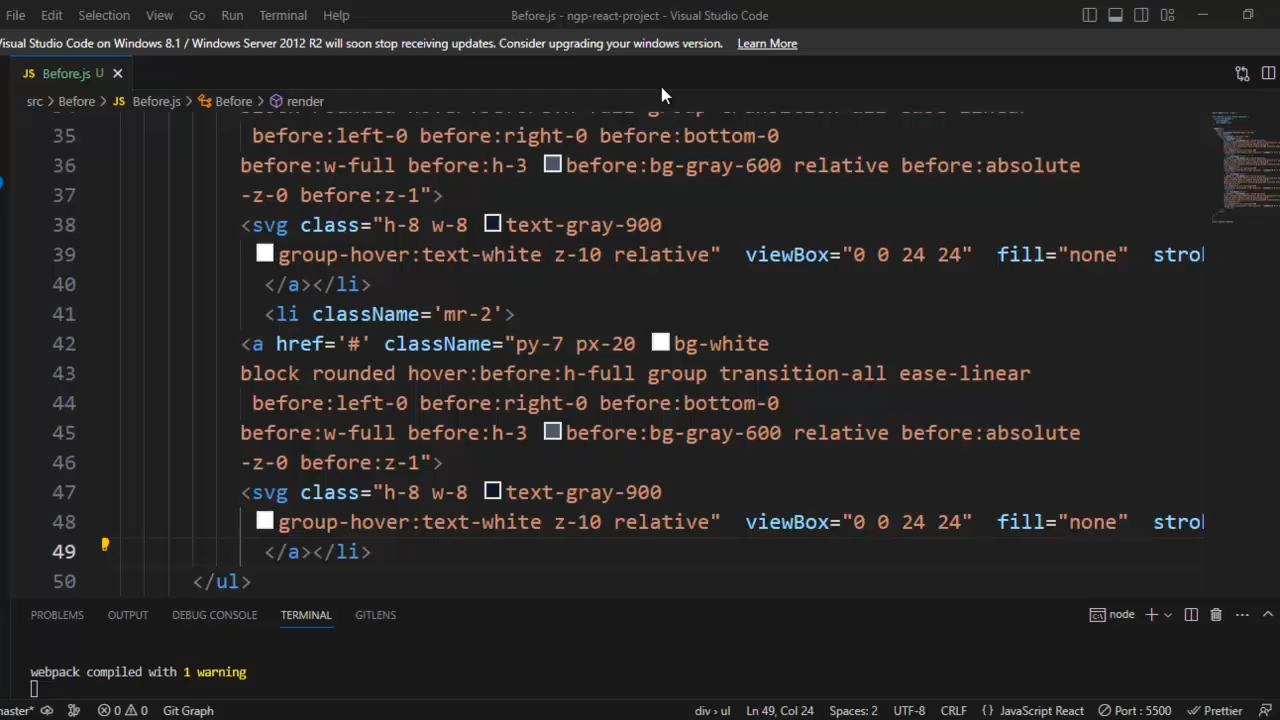 File Edit Selection View Go Run Terminal Help Before.js - ngp-react-project - Visual Studio Code
Visual Studio Code on Windows 8.1 / Windows Server 2012 R2 will soon stop receiving updates. Consider upgrading your windows version. Learn More
JS Before.js U
src > Before > JS Before.js > Before > render
35 before:left-0 before:right-0 before:bottom-0
36 before:w-full before:h-3 before:bg-gray-600 relative before:absolute
37 -z-0 before:z-1">
38 <svg class="h-8 w-8 text-gray-900
39 group-hover:text-white z-10 relative" viewBox="0 0 24 24" fill="none" strol
40 </a></li>
41 <li className='mr-2'>
42 <a href='#' className="py-7 px-20 bg-white
43 block rounded hover:before:h-full group transition-all ease-linear
44 before:left-0 before:right-0 before:bottom-0
45 before:w-full before:h-3 before:bg-gray-600 relative before:absolute
46 -z-0 before:z-1">
47 <svg class="h-8 w-8 text-gray-900
48 group-hover:text-white z-10 relative" viewBox="0 0 24 24" fill="none" strol
49 </a></li>
50 </ul>
PROBLEMS OUTPUT DEBUG CONSOLE TERMINAL GITLENS node
webpack compiled with 1 warning
master* 0 0 Git Graph div > ul Ln 49, Col 24 Spaces: 2 UTF-8 CRLF {} JavaScript React Port : 5500 Prettier